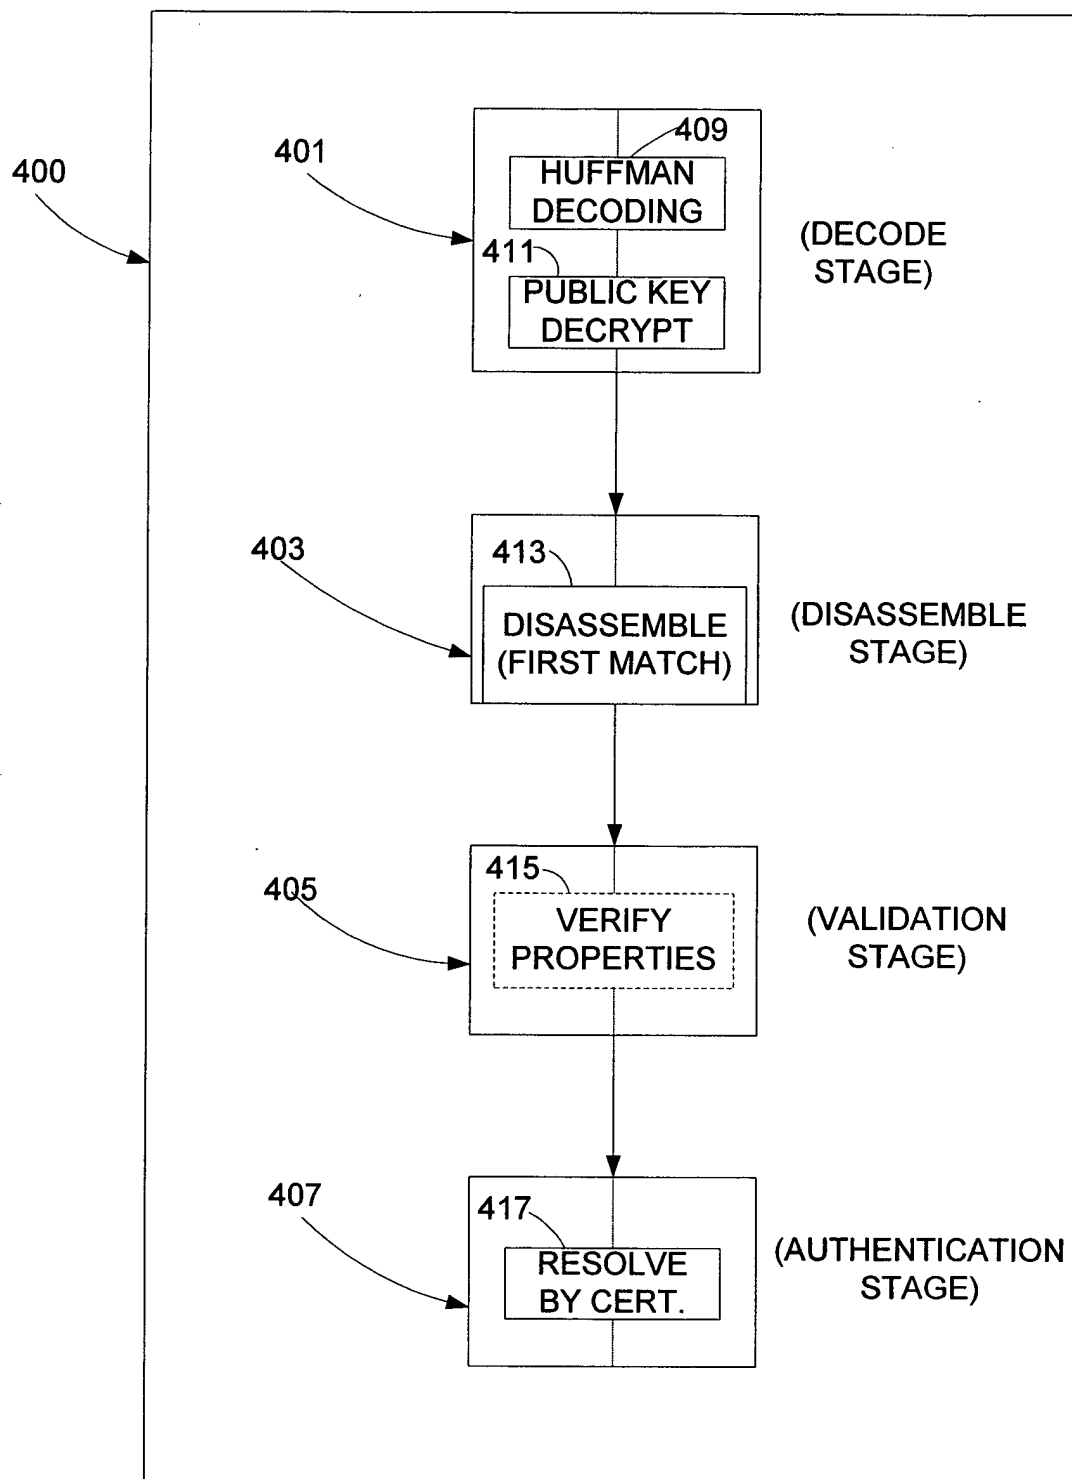 400
401
409
HUFFMAN
DECODING
411
PUBLIC KEY
DECRYPT
(DECODE
STAGE)
403
413
DISASSEMBLE
(FIRST MATCH)
(DISASSEMBLE
STAGE)
405
415
VERIFY
PROPERTIES
(VALIDATION
STAGE)
407
417
RESOLVE
BY CERT.
(AUTHENTICATION
STAGE)